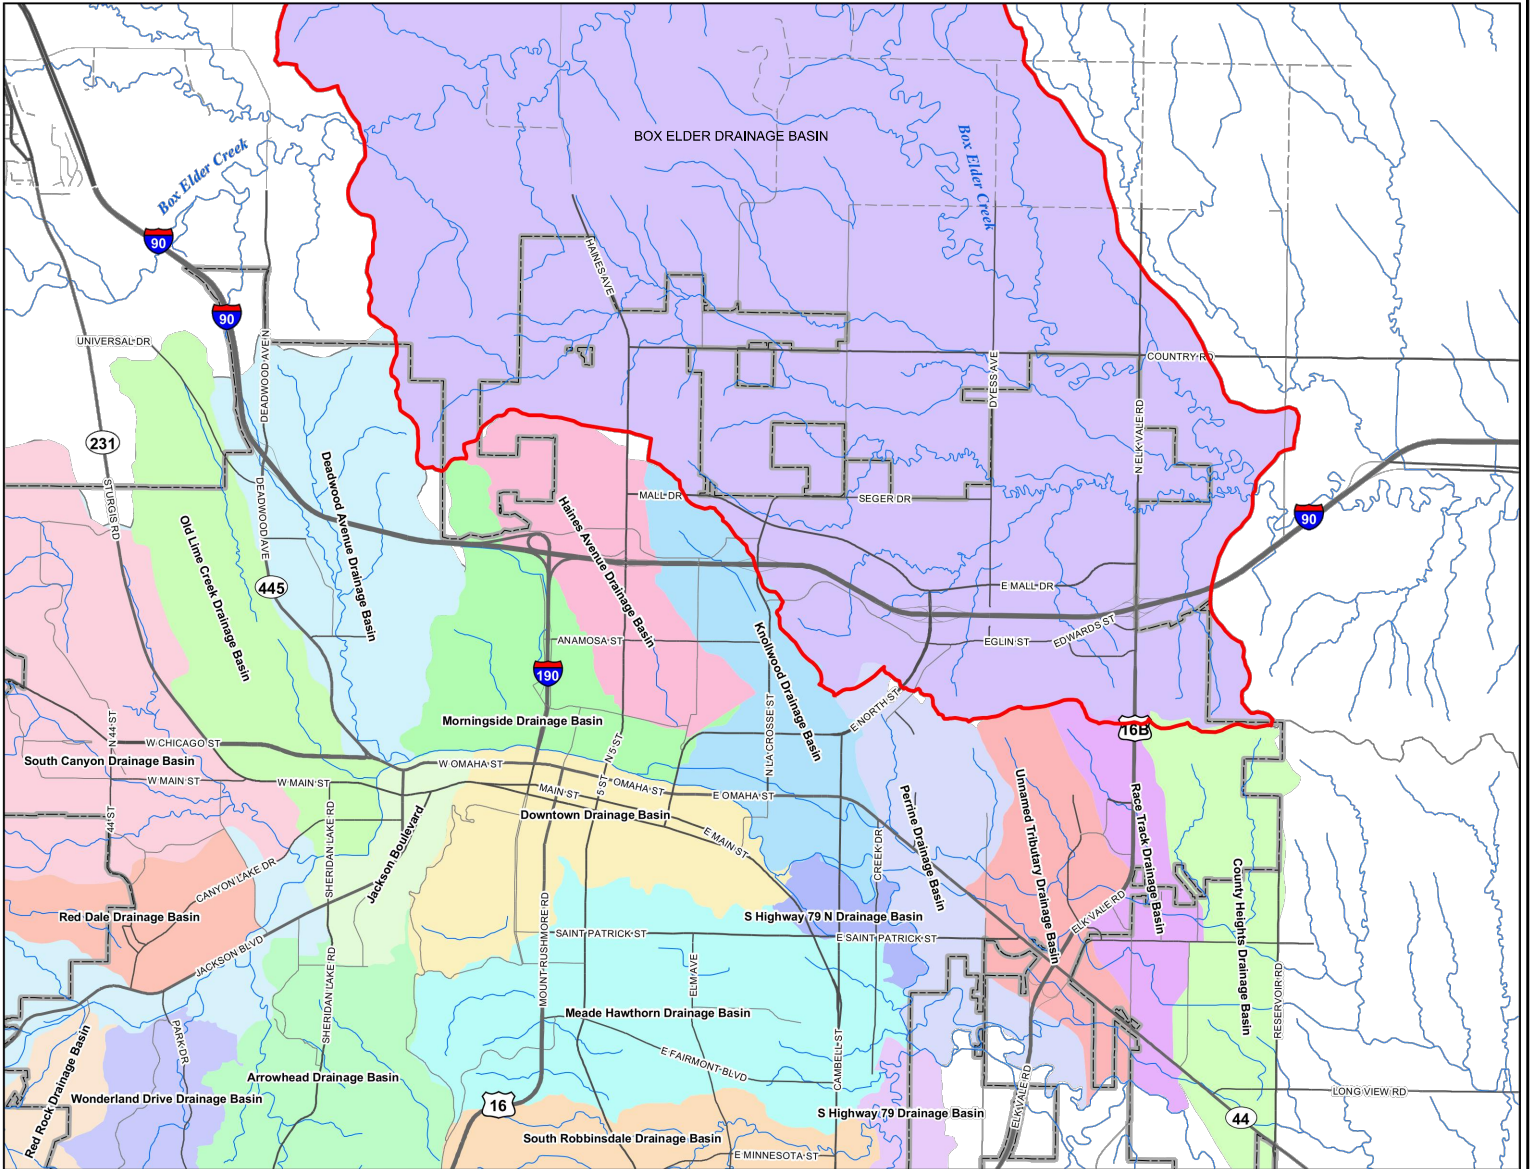 BOX ELDER DRAINAGE BASIN
Box Elder Creek
Box Elder Creek
90
90
HAINES AVE
UNIVERSAL DR
DEADWOOD AVE N
COUNTRY RD
DYESS AVE
N ELK VALE RD
231
STURGIS RD
DEADWOOD AVE
Deadwood Avenue Drainage Basin
MALL DR
SEGER DR
90
Old Lime Creek Drainage Basin
Haines Avenue Drainage Basin
445
E MALL DR
ANAMOSA ST
EGLIN ST
EDWARDS ST
Knollwood Drainage Basin
190
Morningside Drainage Basin
N 44 ST
W CHICAGO ST
South Canyon Drainage Basin
W MAIN ST
W MAIN ST
W OMAHA ST
N 5 ST
N LACROSSE ST
E NORTH ST
16B
OMAHA ST
MAIN ST
5 ST
E OMAHA ST
44 ST
SHERIDAN LAKE RD
Jackson Boulevard
Downtown Drainage Basin
E MAIN ST
CREEK DR
Perrine Drainage Basin
Unnamed Tributary Drainage Basin
Race Track Drainage Basin
County Heights Drainage Basin
CANYON LAKE DR
Red Dale Drainage Basin
JACKSON BLVD
S Highway 79 N Drainage Basin
SAINT PATRICK ST
E SAINT PATRICK ST
ELK VALE RD
MOUNT RUSHMORE RD
ELM AVE
SHERIDAN LAKE RD
RESERVOIR RD
Meade Hawthorn Drainage Basin
PARK DR
Red Rock Drainage Basin
E FAIRMONT BLVD
CAMBELL ST
Arrowhead Drainage Basin
Wonderland Drive Drainage Basin
16
S Highway 79 Drainage Basin
ELK VALE RD
LONG VIEW RD
44
South Robbinsdale Drainage Basin
E MINNESOTA ST